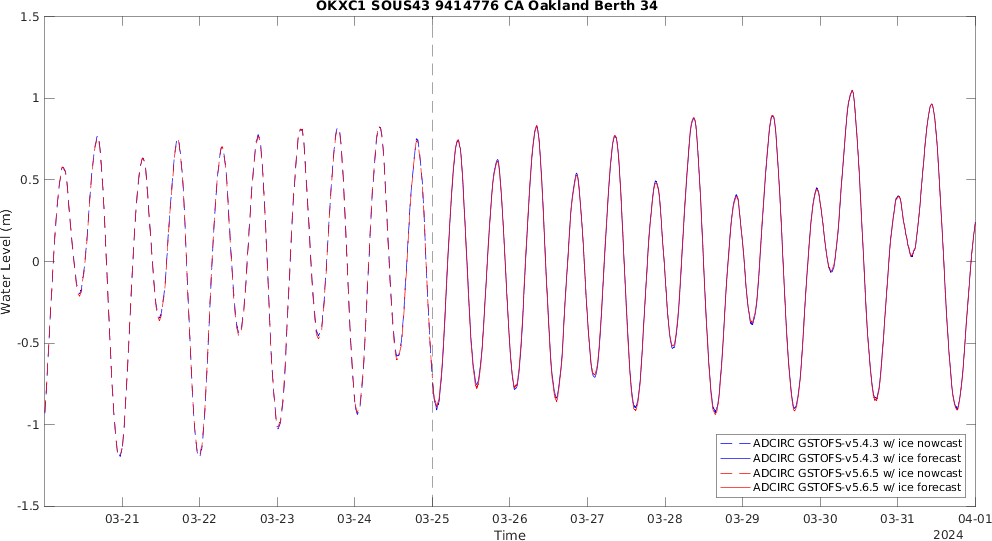 OKXC1 SOUS43 9414776 CA Oakland Berth 34
1.5
1
0.5
0
-0.5
-1
-1.5
Water Level (m)
ADCIRC GSTOFS-v5.4.3 w/ ice nowcast
ADCIRC GSTOFS-v5.4.3 w/ ice forecast
ADCIRC GSTOFS-v5.6.5 w/ ice nowcast
ADCIRC GSTOFS-v5.6.5 w/ ice forecast
03-21 03-22 03-23 03-24 03-25 03-26 03-27 03-28 03-29 03-30 03-31 04-01
Time
2024